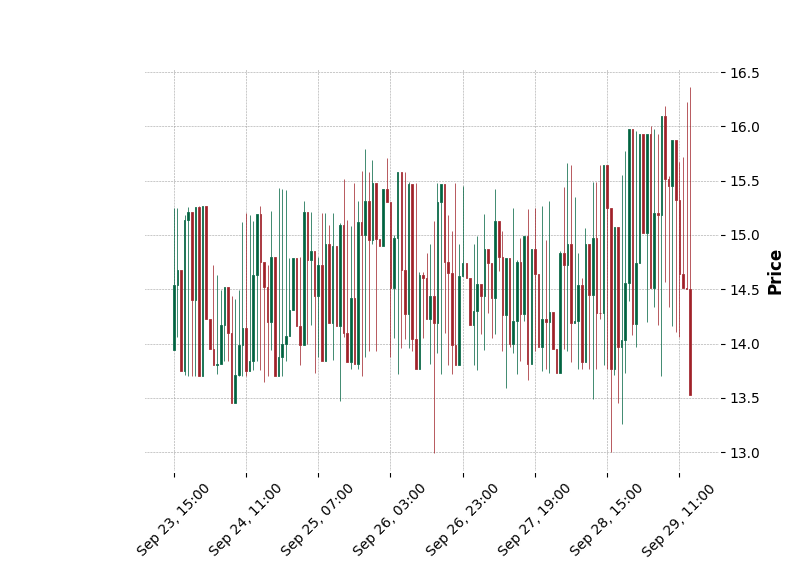 16.5
16.0
15.5
15.0
14.5
14.0
13.5
13.0
Price
Sep 23, 15:00
Sep 24, 11:00
Sep 25, 07:00
Sep 26, 03:00
Sep 26, 23:00
Sep 27, 19:00
Sep 28, 15:00
Sep 29, 11:00